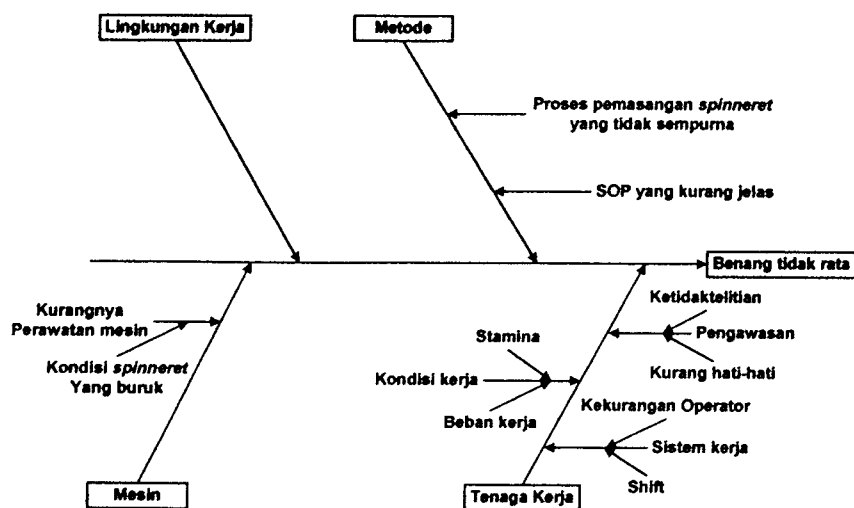 Lingkungan Kerja
Metode
Proses pemasangan spinneret
yang tidak sempurna
SOP yang kurang jelas
Benang tidak rata
Kurangnya
Perawatan mesin
Kondisi spinneret
Yang buruk
Mesin
Ketidaktelitian
Pengawasan
Kurang hati-hati
Stamina
Kondisi kerja
Beban kerja
Kekurangan Operator
Sistem kerja
Shift
Tenaga Kerja